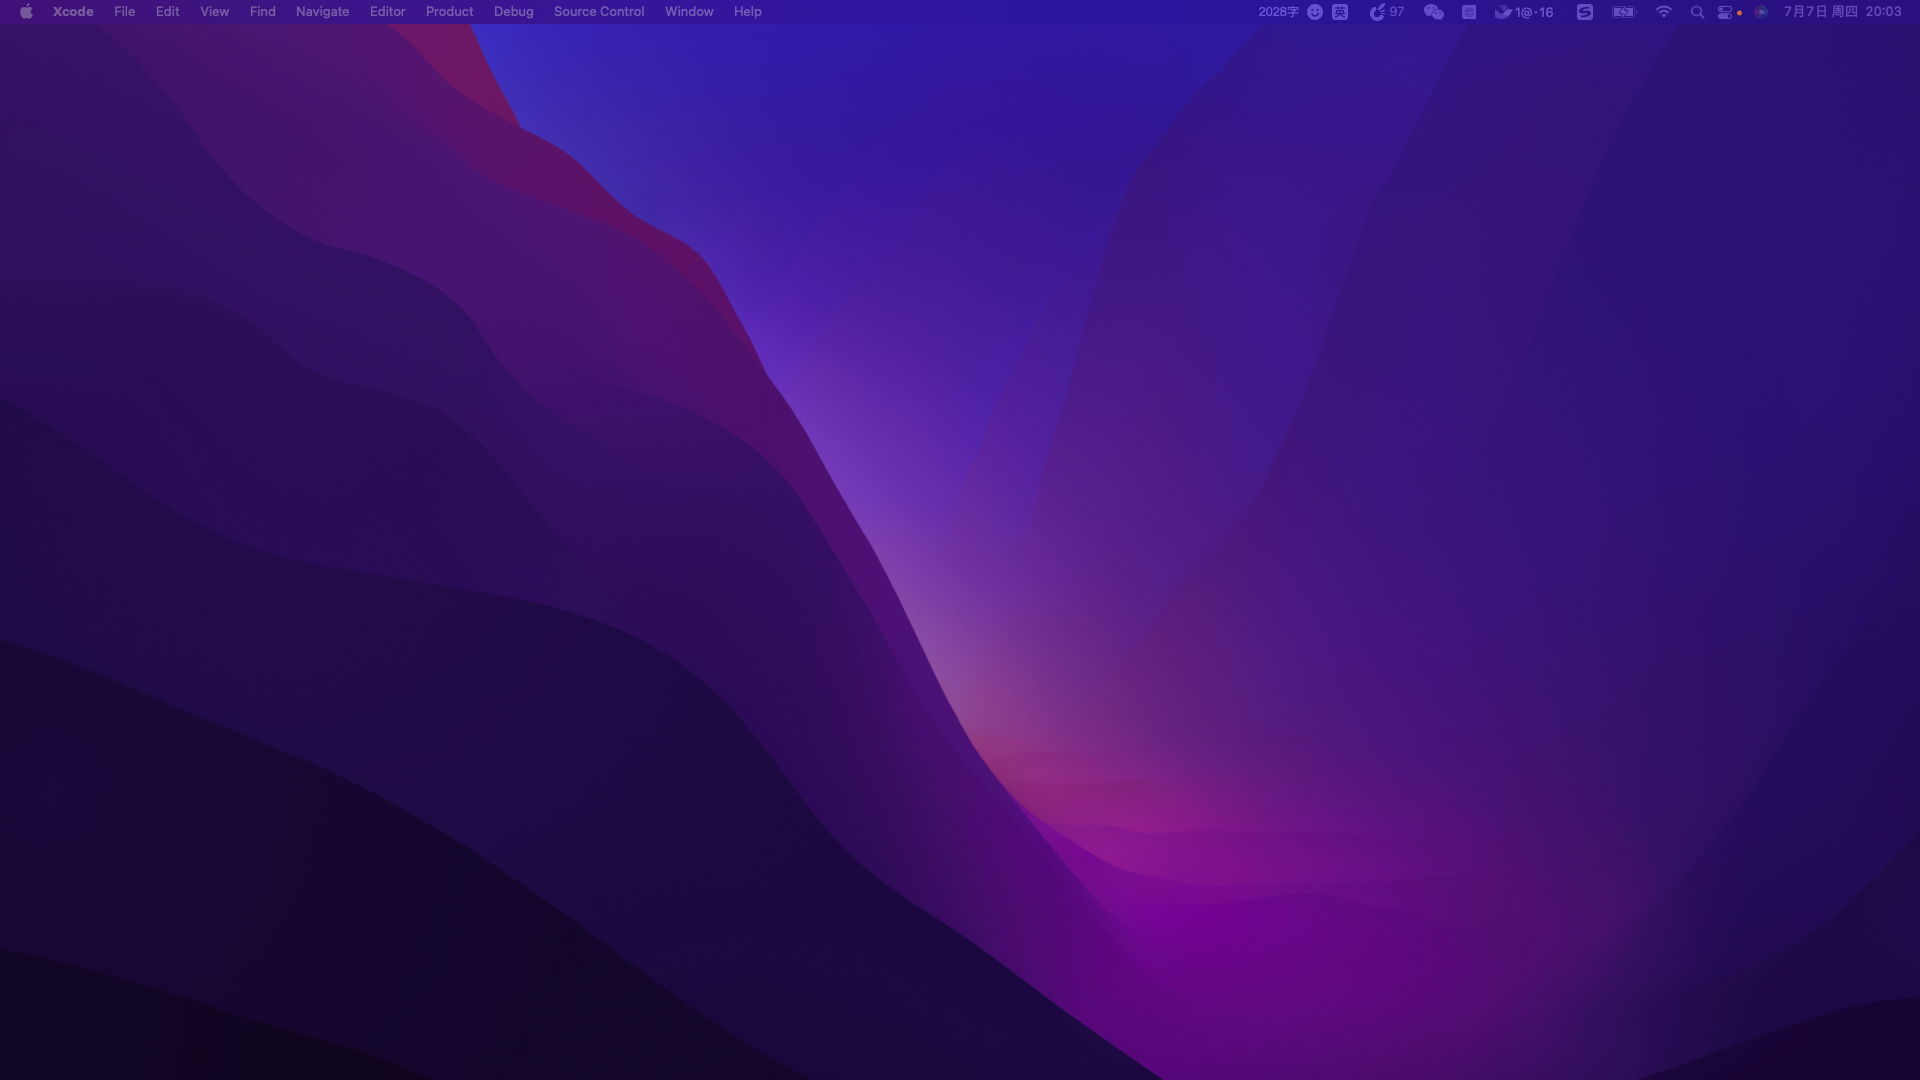 Xcode File Edit View Find Navigate Editor Product Debug Source Control Window Help 2028字 英 97 1@·16 7月7日 周四 20:03